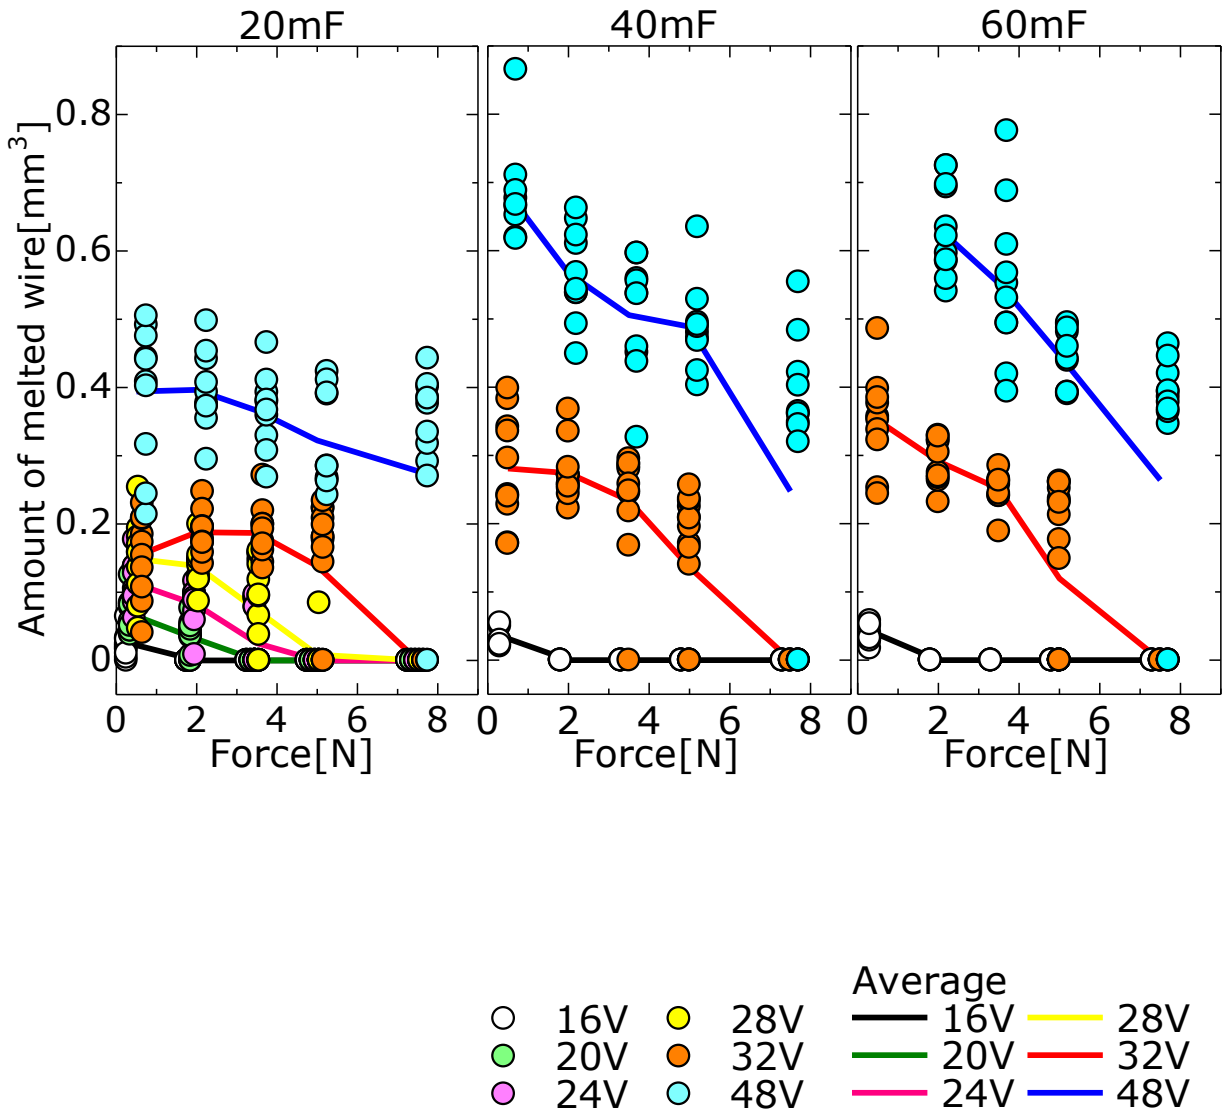 20mF 40mF 60mF
Amount of melted wire[mm³]
0.8
0.6
0.4
0.2
0
0 2 4 6 8 0 2 4 6 8 0 2 4 6 8
Force[N] Force[N] Force[N]
Average
16V 28V 16V 28V
20V 32V 20V 32V
24V 48V 24V 48V